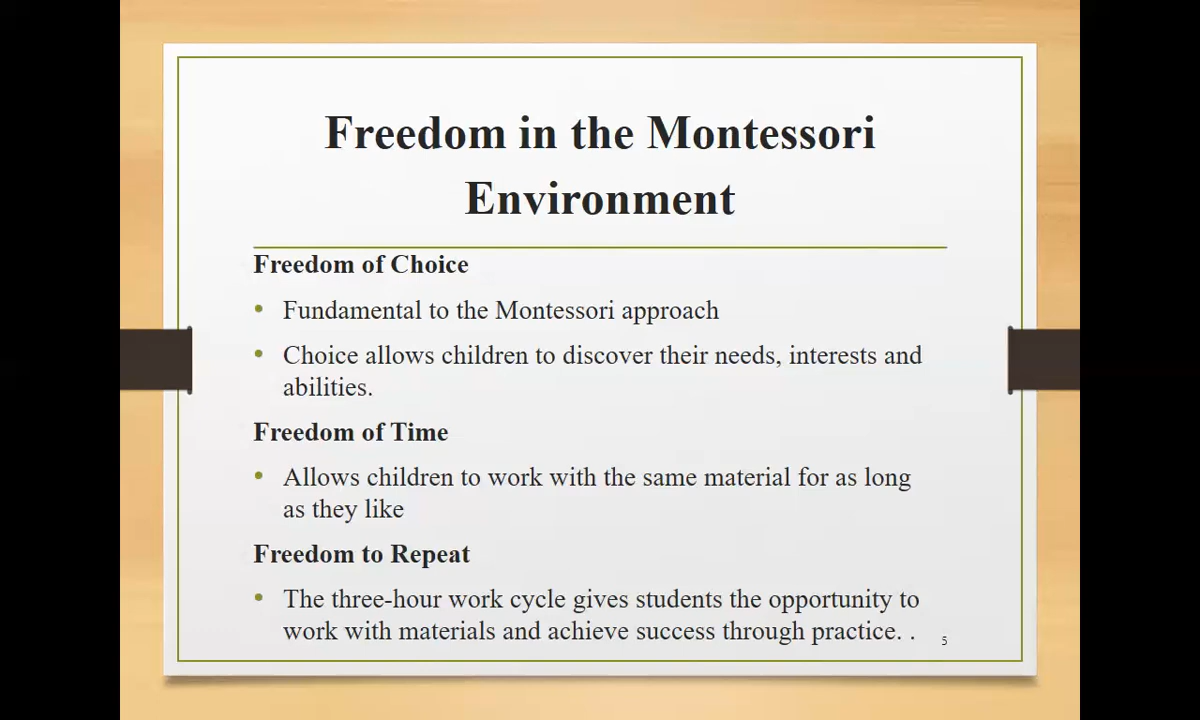 Freedom in the Montessori
Environment
Freedom of Choice
• Fundamental to the Montessori approach
• Choice allows children to discover their needs, interests and
abilities.
Freedom of Time
• Allows children to work with the same material for as long
as they like
Freedom to Repeat
• The three-hour work cycle gives students the opportunity to
work with materials and achieve success through practice. .
5